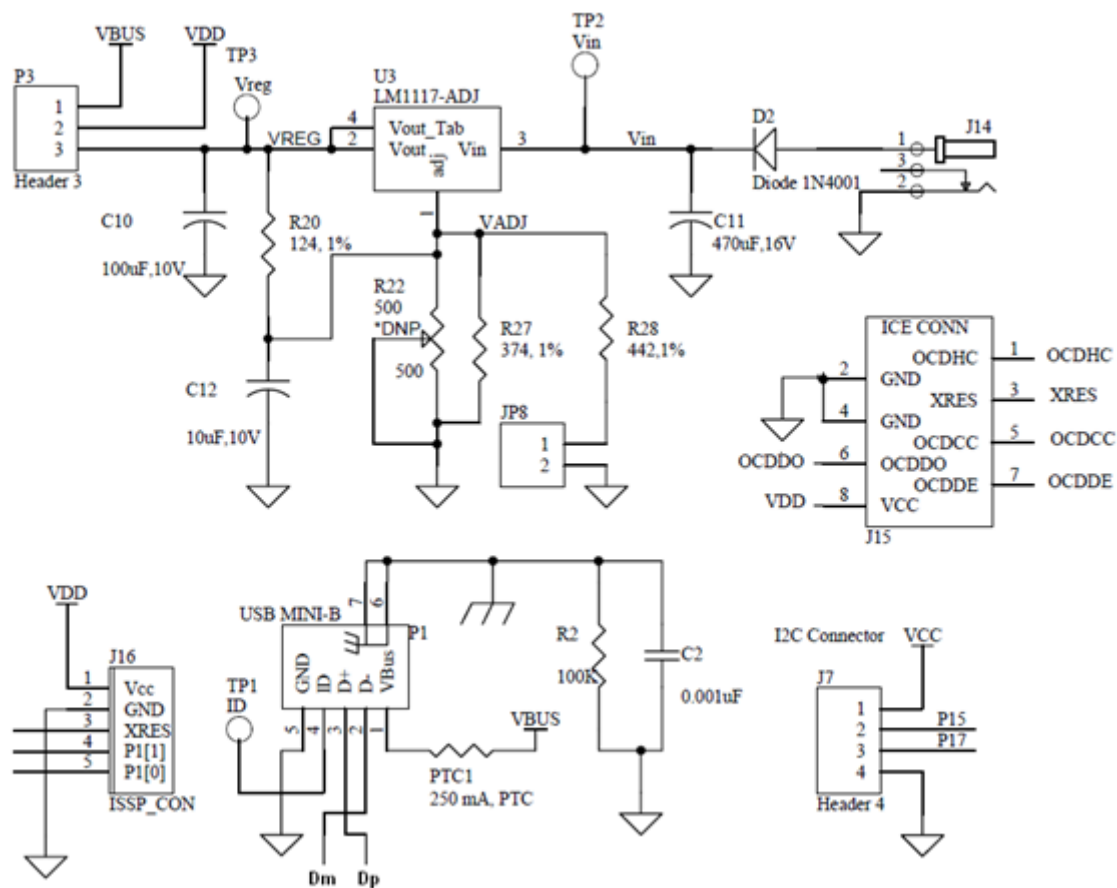 VBUS
VDD
TP3
Vreg
P3
1
2
3
Header 3
VREG
C10
100uF,10V
R20
124, 1%
C12
10uF,10V
U3
LM1117-ADJ
4
2
Vout_Tab
Vout
adj
Vin
3
1
VADJ
R22
500
*DNP
500
R27
374, 1%
R28
442,1%
JP8
1
2
TP2
Vin
Vin
C11
470uF,16V
D2
Diode 1N4001
1
3
2
J14
ICE CONN
2
GND
4
GND
OCDDO
6
OCDDO
VDD
8
VCC
OCDHC
1
OCDHC
XRES
3
XRES
OCDCC
5
OCDCC
OCDDE
7
OCDDE
J15
VDD
J16
1
Vcc
2
GND
3
XRES
4
P1[1]
5
P1[0]
ISSP_CON
USB MINI-B
7
6
P1
GND
ID
D+
D-
VBus
5
4
3
2
1
TP1
ID
Dm
Dp
VBUS
PTC1
250 mA, PTC
R2
100K
C2
0.001uF
I2C Connector
VCC
J7
1
2
P15
3
P17
4
Header 4